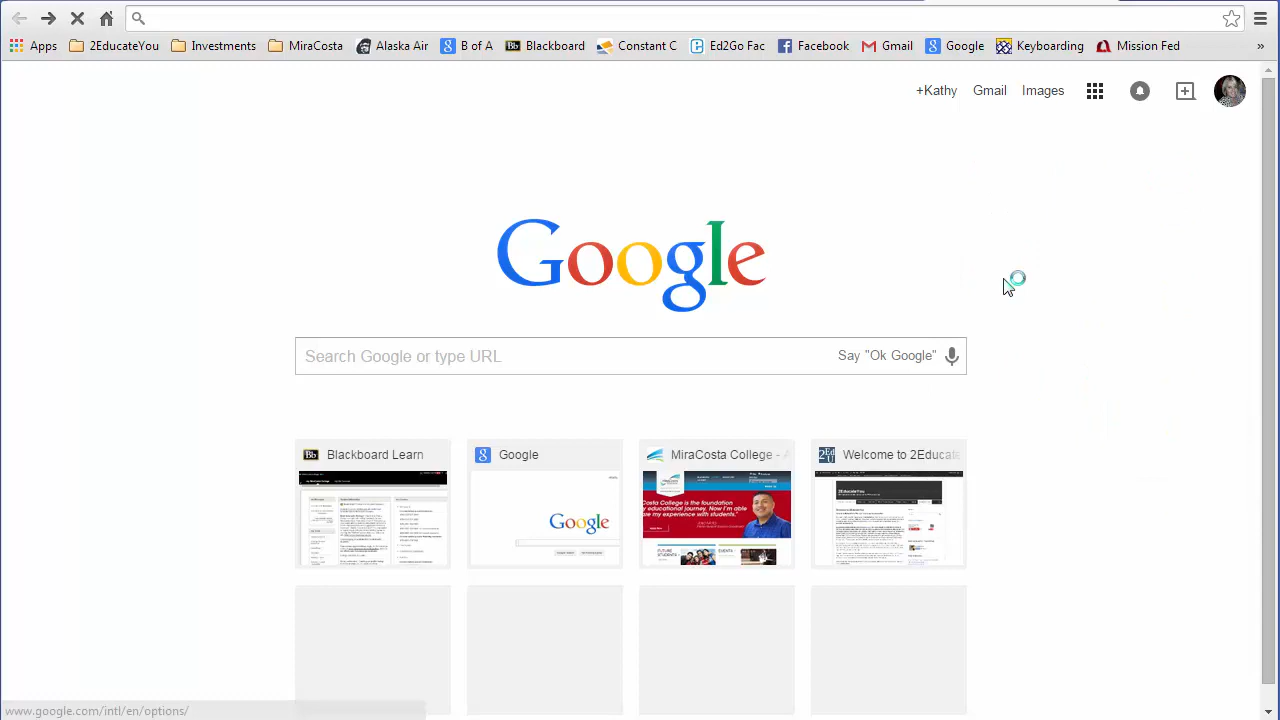 Apps 2EducateYou Investments MiraCosta Alaska Air B of A Blackboard Constant C Ed2Go Fac Facebook Gmail Google Keyboarding Mission Fed »
+Kathy Gmail Images
Google
Search Google or type URL Say "Ok Google"
Blackboard Learn Google MiraCosta College - A Welcome to 2Educate
Google
www.google.com/intl/en/options/